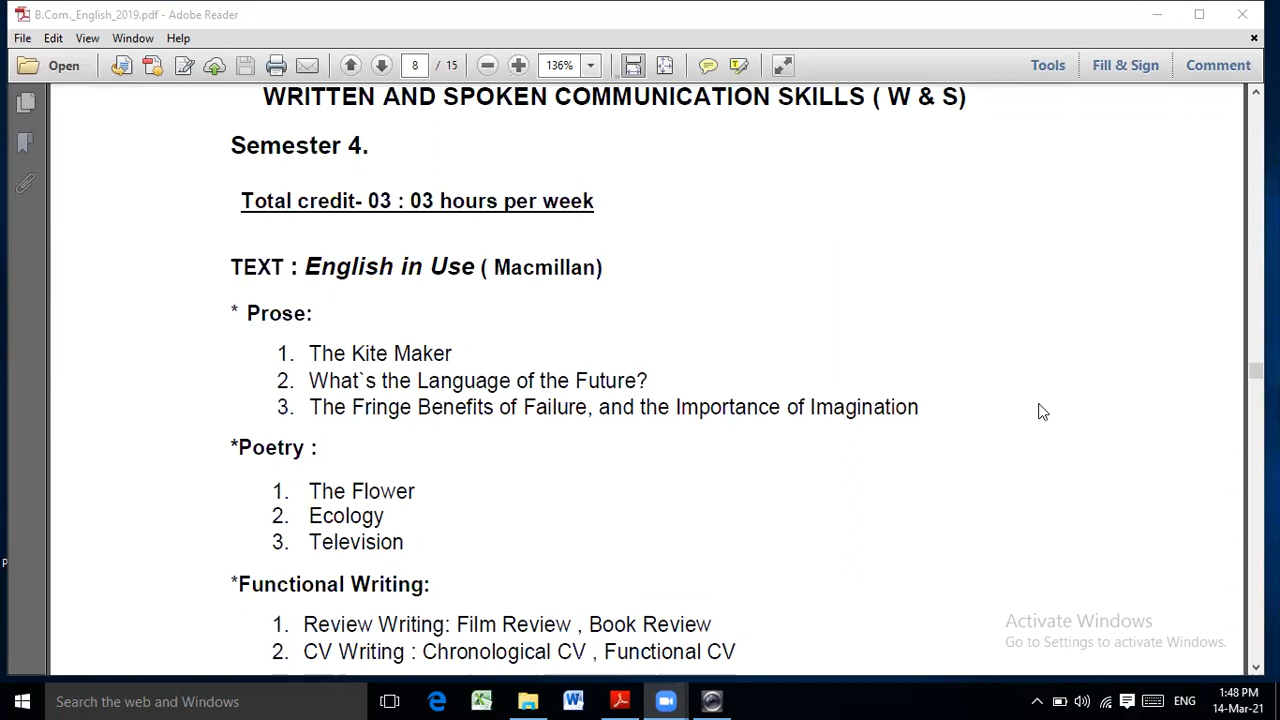 B.Com._English_2019.pdf - Adobe Reader
File Edit View Window Help
Open 8 / 15 136% Tools Fill & Sign Comment
WRITTEN AND SPOKEN COMMUNICATION SKILLS ( W & S)
Semester 4.
Total credit- 03 : 03 hours per week
TEXT : English in Use ( Macmillan)
* Prose:
1. The Kite Maker
2. What`s the Language of the Future?
3. The Fringe Benefits of Failure, and the Importance of Imagination
*Poetry :
1. The Flower
2. Ecology
3. Television
*Functional Writing:
1. Review Writing: Film Review , Book Review
2. CV Writing : Chronological CV , Functional CV
Activate Windows
Go to Settings to activate Windows.
Search the web and Windows
ENG
1:48 PM
14-Mar-21